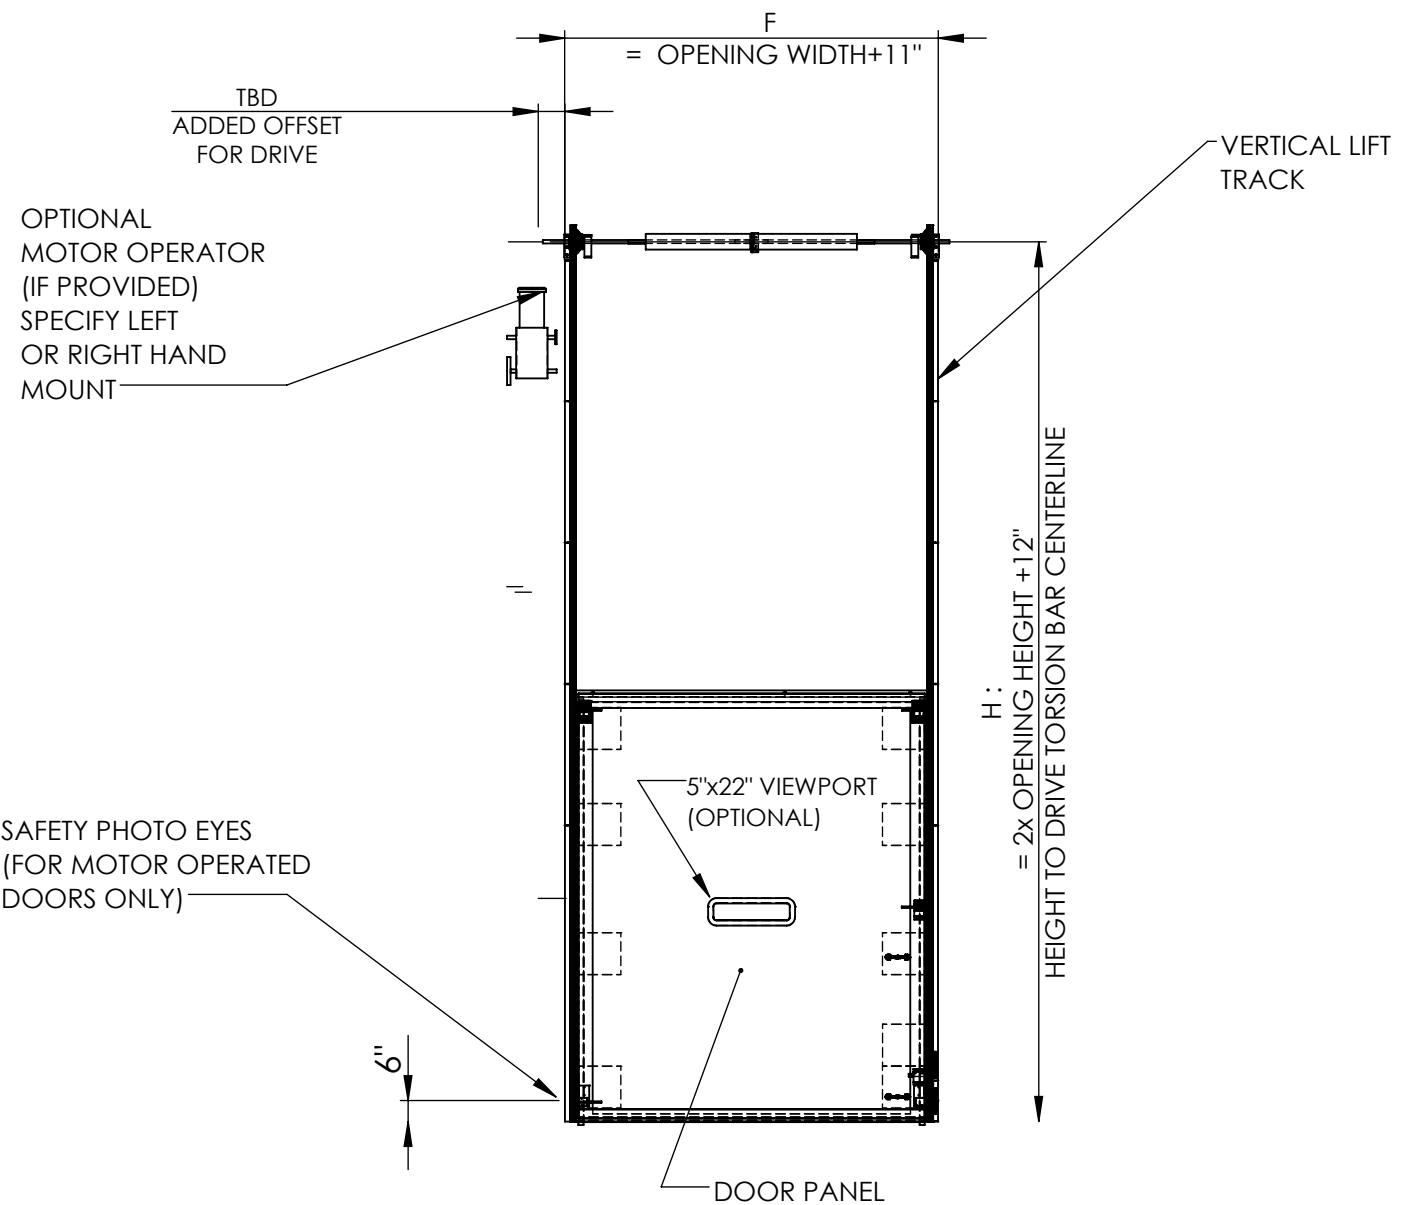 F
= OPENING WIDTH+11"
TBD
ADDED OFFSET
FOR DRIVE
VERTICAL LIFT
TRACK
OPTIONAL
MOTOR OPERATOR
(IF PROVIDED)
SPECIFY LEFT
OR RIGHT HAND
MOUNT
H :
= 2x OPENING HEIGHT +12"
HEIGHT TO DRIVE TORSION BAR CENTERLINE
5"x22" VIEWPORT
(OPTIONAL)
SAFETY PHOTO EYES
(FOR MOTOR OPERATED
DOORS ONLY)
6"
DOOR PANEL